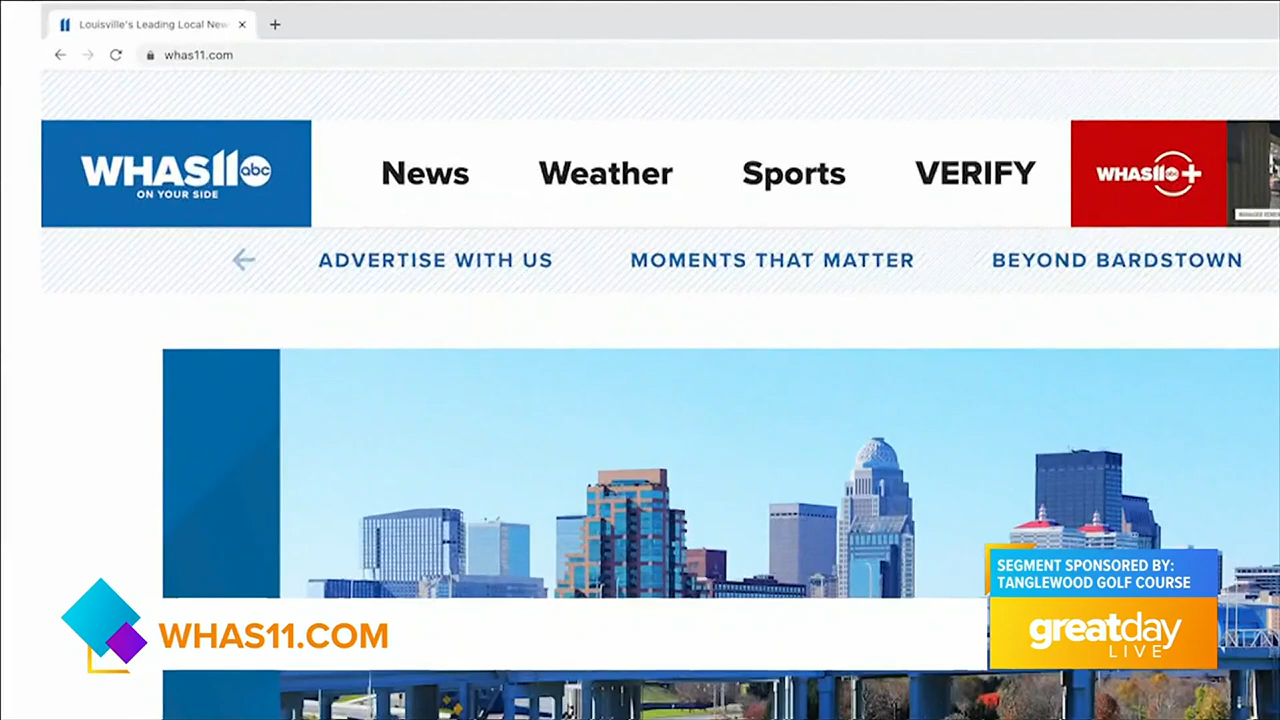 Louisville's Leading Local New
whas11.com
WHAS11 abc
ON YOUR SIDE
News
Weather
Sports
VERIFY
WHAS11+
ADVERTISE WITH US
MOMENTS THAT MATTER
BEYOND BARDSTOWN
SEGMENT SPONSORED BY:
TANGLEWOOD GOLF COURSE
WHAS11.COM
greatday
LIVE